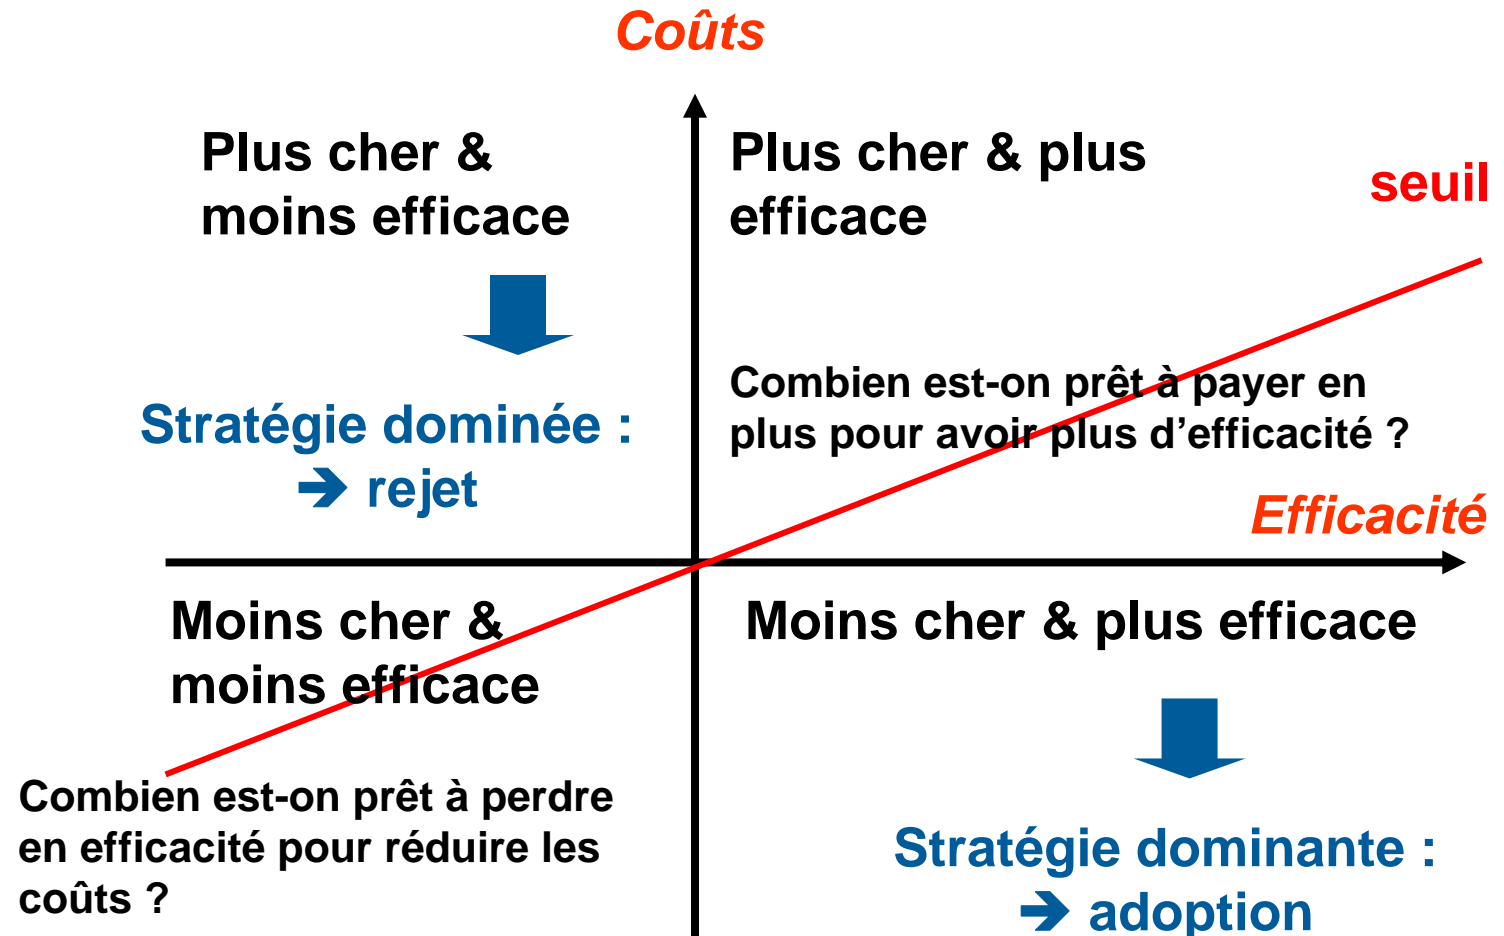 Coûts
Plus cher &
moins efficace
Plus cher & plus
efficace
seuil
Combien est-on prêt à payer en
plus pour avoir plus d’efficacité ?
Stratégie dominée :
➔ rejet
Efficacité
Moins cher &
moins efficace
Moins cher & plus efficace
Combien est-on prêt à perdre
en efficacité pour réduire les
coûts ?
Stratégie dominante :
➔ adoption